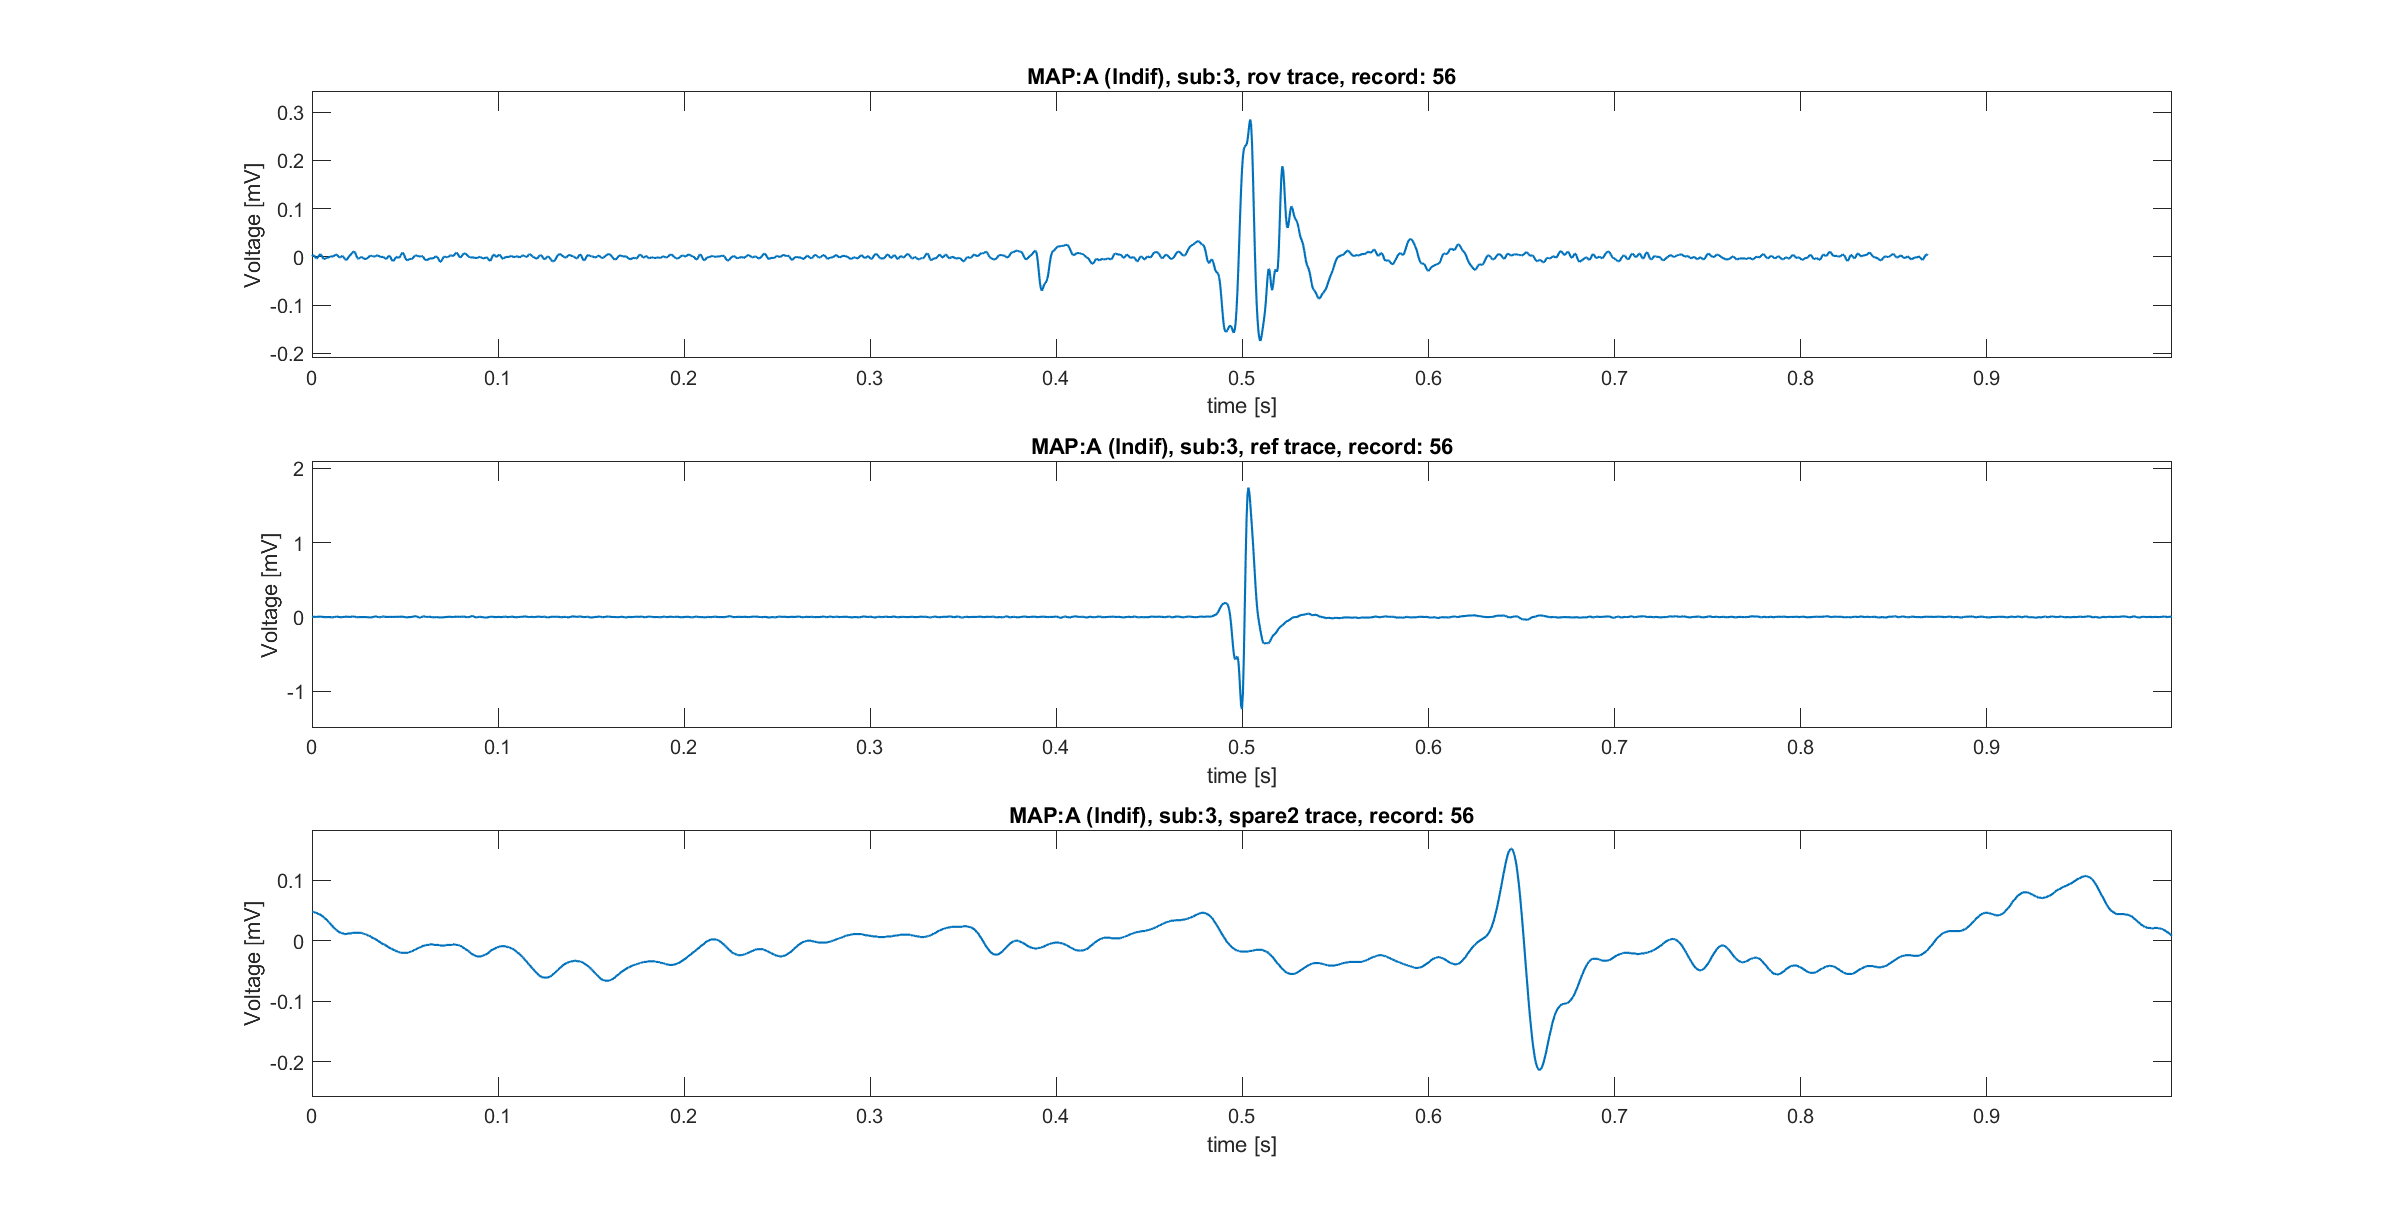 MAP:A (Indif), sub:3, rov trace, record: 56
0.3
0.2
0.1
0
-0.1
-0.2
Voltage [mV]
0 0.1 0.2 0.3 0.4 0.5 0.6 0.7 0.8 0.9
time [s]
MAP:A (Indif), sub:3, ref trace, record: 56
2
1
0
-1
Voltage [mV]
0 0.1 0.2 0.3 0.4 0.5 0.6 0.7 0.8 0.9
time [s]
MAP:A (Indif), sub:3, spare2 trace, record: 56
0.1
0
-0.1
-0.2
Voltage [mV]
0 0.1 0.2 0.3 0.4 0.5 0.6 0.7 0.8 0.9
time [s]